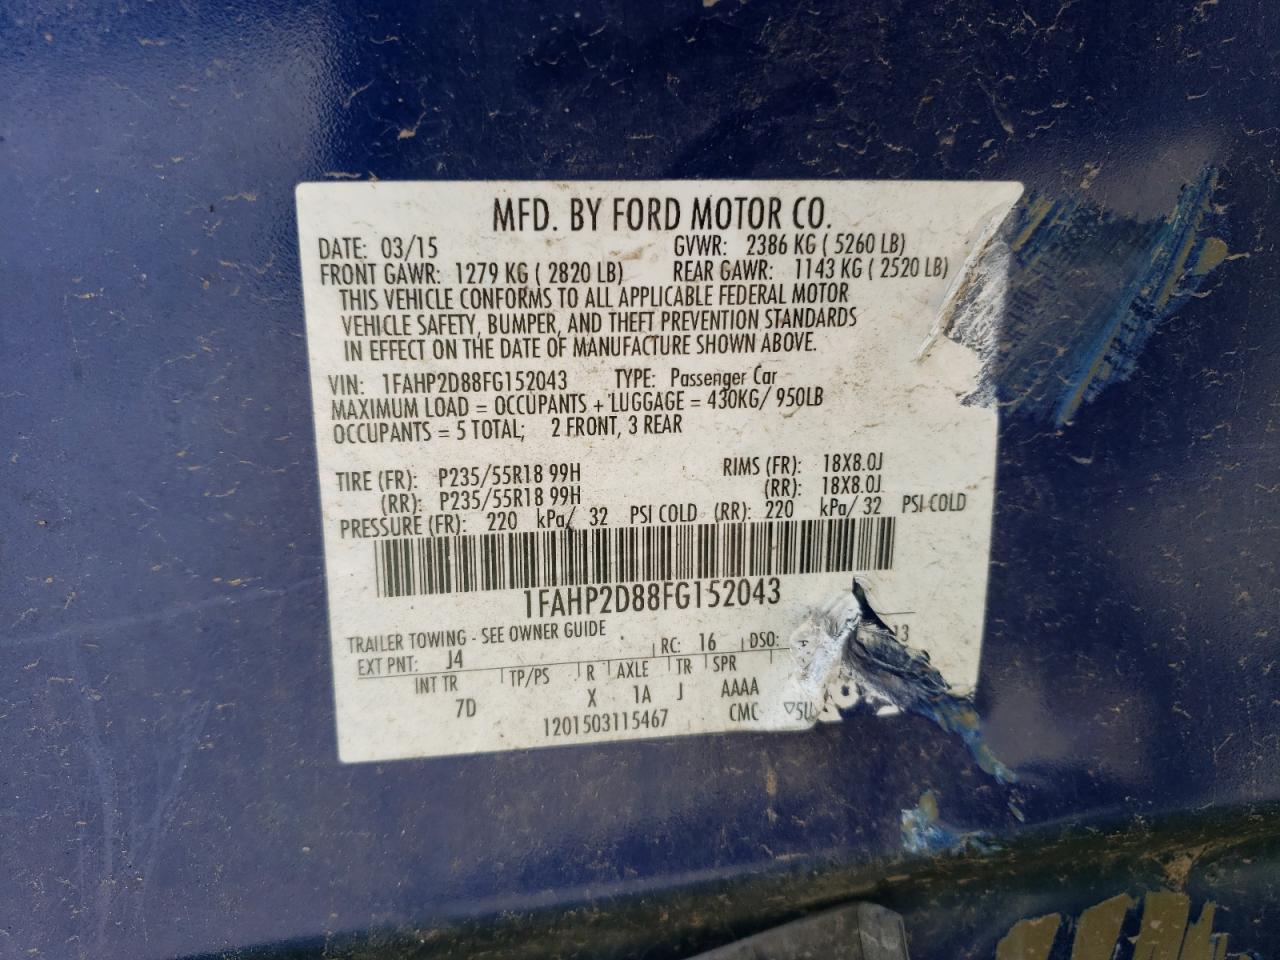 MFD. BY FORD MOTOR CO.
DATE: 03/15 GVWR: 2386 KG ( 5260 LB)
FRONT GAWR: 1279 KG ( 2820 LB) REAR GAWR: 1143 KG ( 2520 LB)
THIS VEHICLE CONFORMS TO ALL APPLICABLE FEDERAL MOTOR
VEHICLE SAFETY, BUMPER, AND THEFT PREVENTION STANDARDS
IN EFFECT ON THE DATE OF MANUFACTURE SHOWN ABOVE.
VIN: 1FAHP2D88FG152043 TYPE: Passenger Car
MAXIMUM LOAD = OCCUPANTS + LUGGAGE = 430KG/ 950LB
OCCUPANTS = 5 TOTAL; 2 FRONT, 3 REAR
TIRE (FR): P235/55R18 99H RIMS (FR): 18X8.0J
(RR): P235/55R18 99H (RR): 18X8.0J
PRESSURE (FR): 220 kPa/ 32 PSI COLD (RR): 220 kPa/ 32 PSI COLD
1FAHP2D88FG152043
TRAILER TOWING - SEE OWNER GUIDE
EXT PNT: J4 RC: 16 DSO: 13
INT TR TP/PS R AXLE TR SPR
7D X 1A J AAAA
1201503115467 CMC